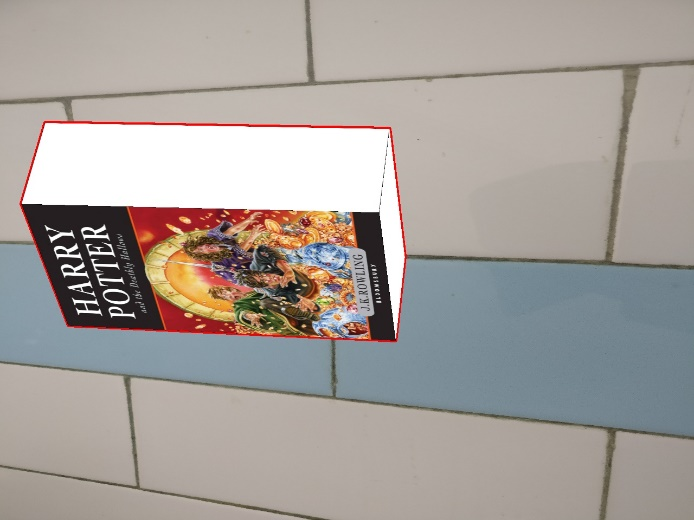 HARRY
POTTER
and the Deathly Hallows
J.K.ROWLING
BLOOMSBURY